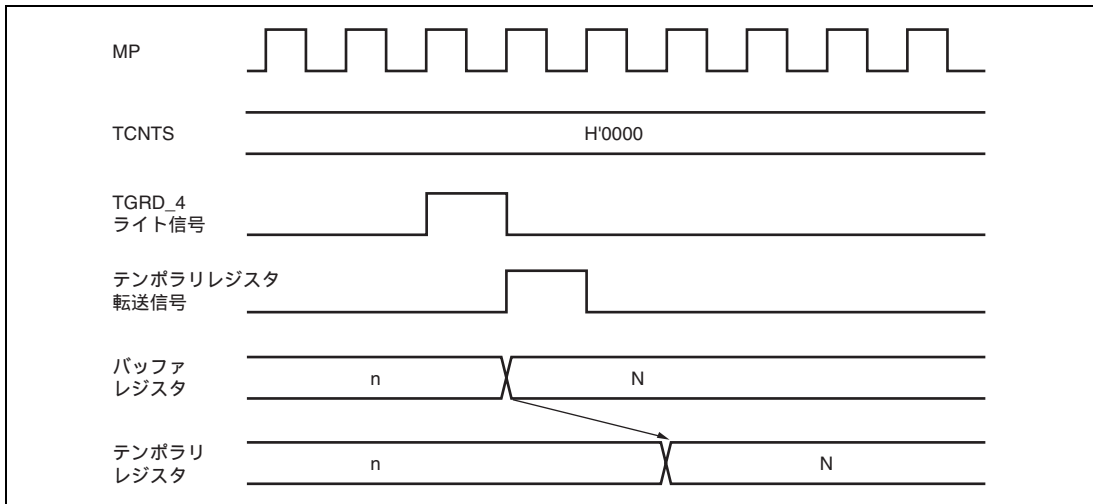 MP
TCNTS
H'0000
TGRD_4
ライト信号
テンポラリレジスタ
転送信号
バッファ
レジスタ
n
N
テンポラリ
レジスタ
n
N